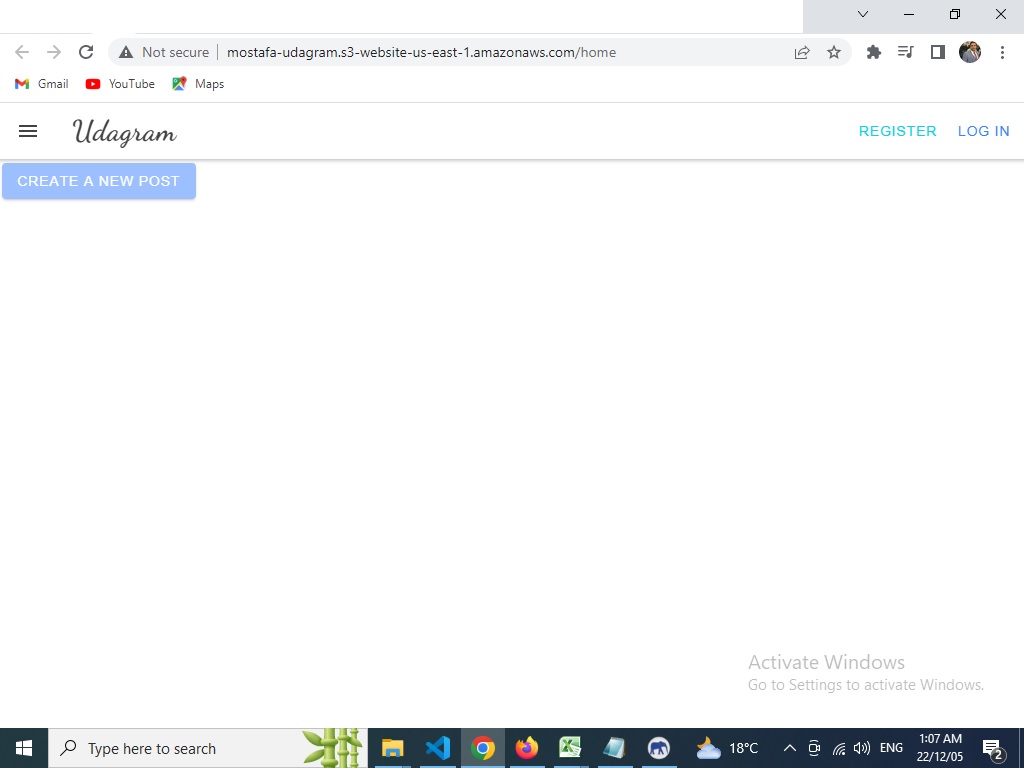 Not secure mostafa-udagram.s3-website-us-east-1.amazonaws.com/home
Gmail YouTube Maps
Udagram REGISTER LOG IN
CREATE A NEW POST
Activate Windows
Go to Settings to activate Windows.
Type here to search 18°C ENG 1:07 AM
22/12/05 2